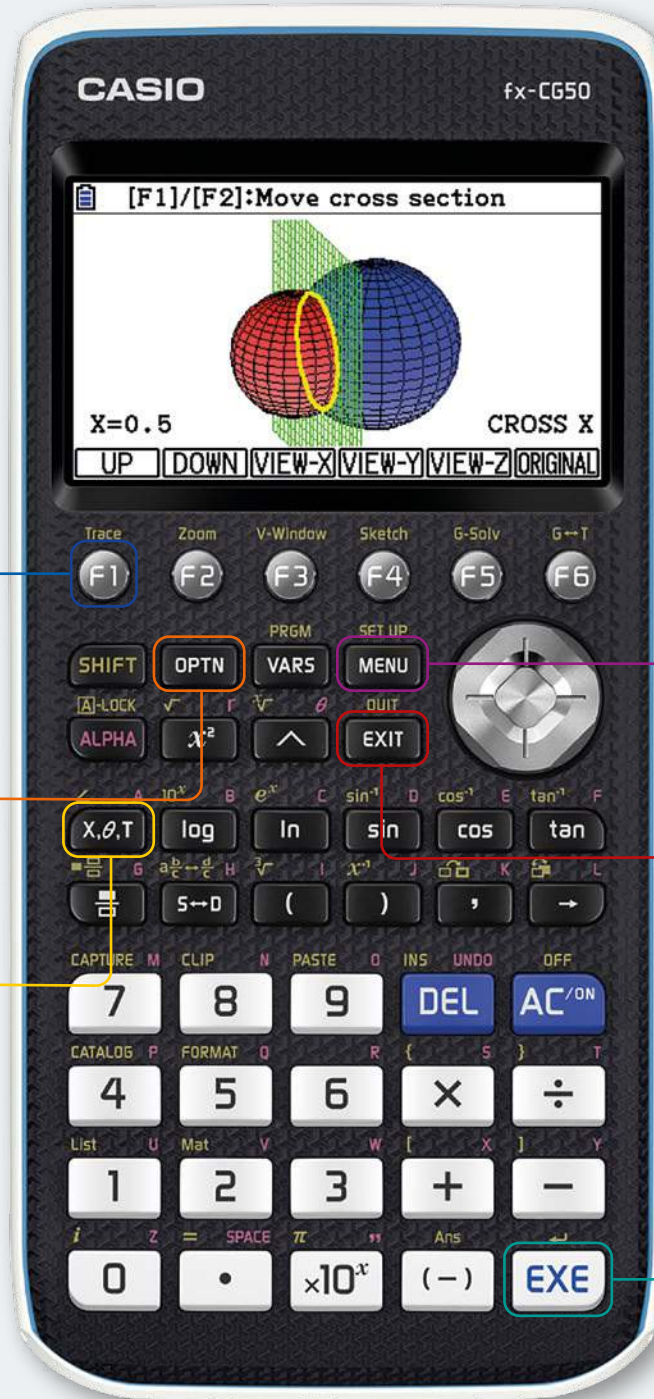 CASIO fx-CG50
[F1]/[F2]:Move cross section
X=0.5 CROSS X
UP DOWN VIEW-X VIEW-Y VIEW-Z ORIGINAL
Trace Zoom V-Window Sketch G-Solv G↔T
F1 F2 F3 F4 F5 F6
PRGM SET UP
SHIFT OPTN VARS MENU
A-LOCK √ r ∛ θ QUIT
ALPHA x² ^ EXIT
∠ A 10ˣ B eˣ C sin⁻¹ D cos⁻¹ E tan⁻¹ F
X,θ,T log ln sin cos tan
G a b/c↔d/c H ³√ I x⁻¹ J K L
S↔D ( ) , →
CAPTURE M CLIP N PASTE O INS UNDO OFF
7 8 9 DEL AC/ON
CATALOG P FORMAT Q R { S } T
4 5 6 × ÷
List U Mat V W [ X ] Y
1 2 3 + −
i Z = SPACE π " Ans ↵
0 • ×10ˣ (−) EXE